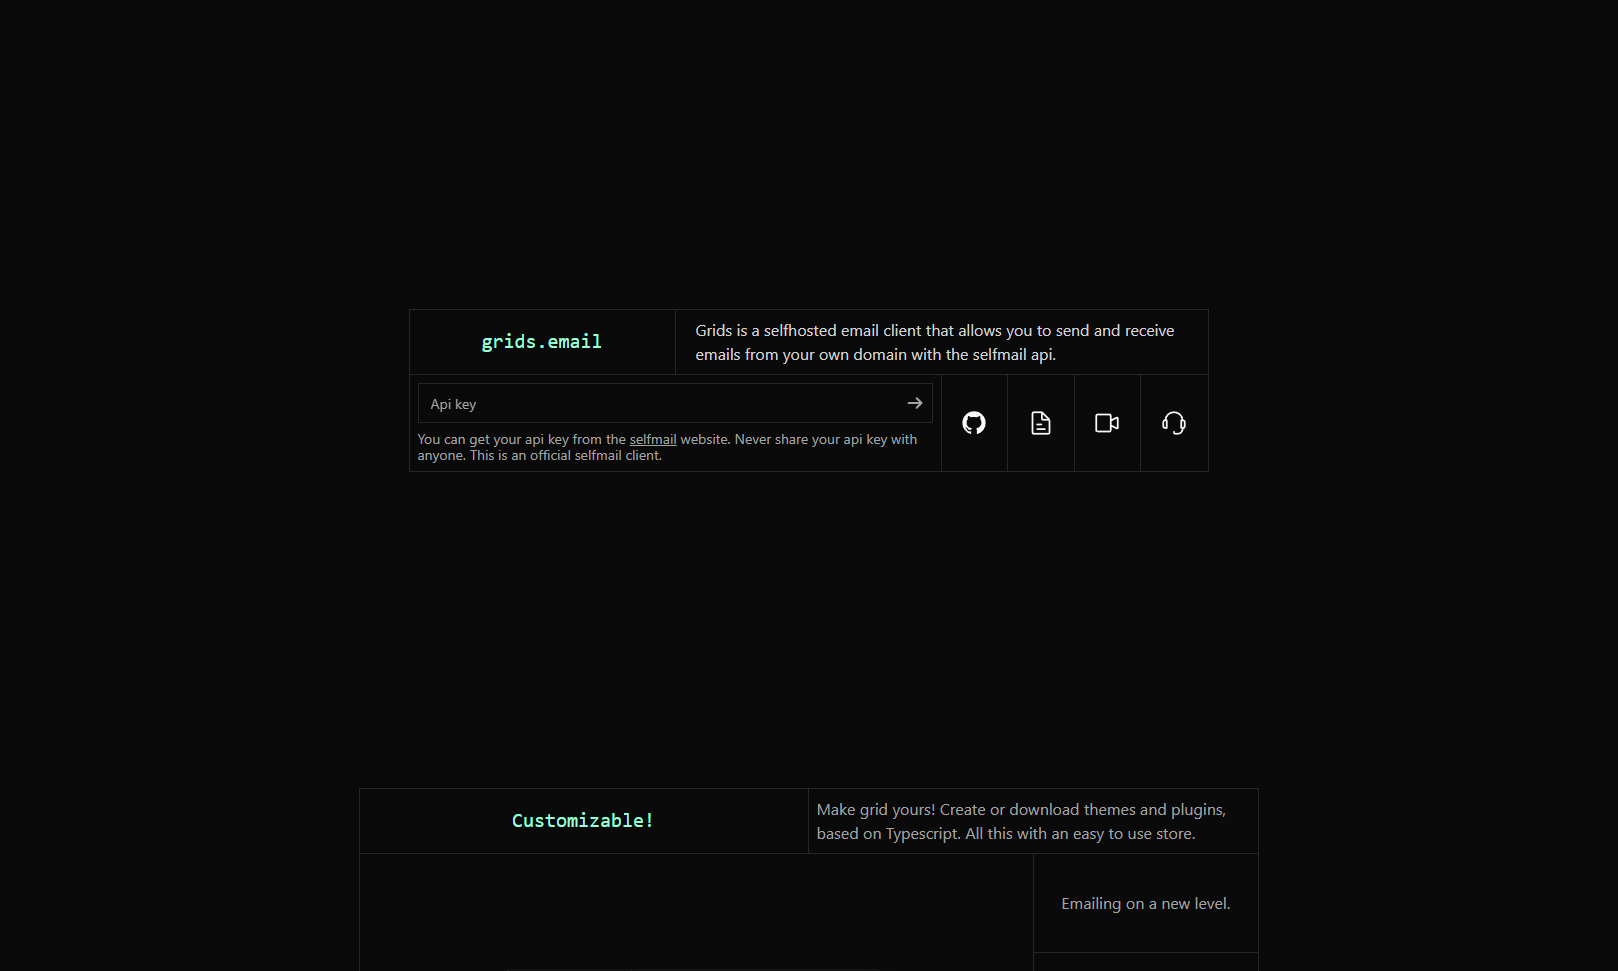 grids.email
Grids is a selfhosted email client that allows you to send and receive
emails from your own domain with the selfmail api.
Api key
You can get your api key from the selfmail website. Never share your api key with
anyone. This is an official selfmail client.
Customizable!
Make grid yours! Create or download themes and plugins,
based on Typescript. All this with an easy to use store.
Emailing on a new level.